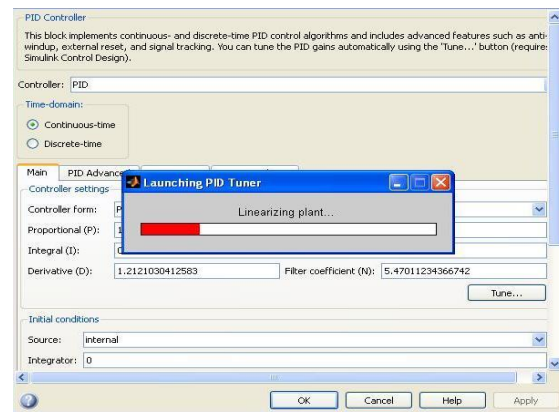 PID Controller
This block implements continuous- and discrete-time PID control algorithms and includes advanced features such as anti-
windup, external reset, and signal tracking. You can tune the PID gains automatically using the 'Tune...' button (requires
Simulink Control Design).
Controller: PID
Time-domain:
Continuous-time
Discrete-time
Main PID Advanced
Controller settings
Launching PID Tuner
Controller form: P
Linearizing plant...
Proportional (P): 1
Integral (I): 0
Derivative (D): 1.2121030412583 Filter coefficient (N): 5.47011234366742
Tune...
Initial conditions
Source: internal
Integrator: 0
OK Cancel Help Apply